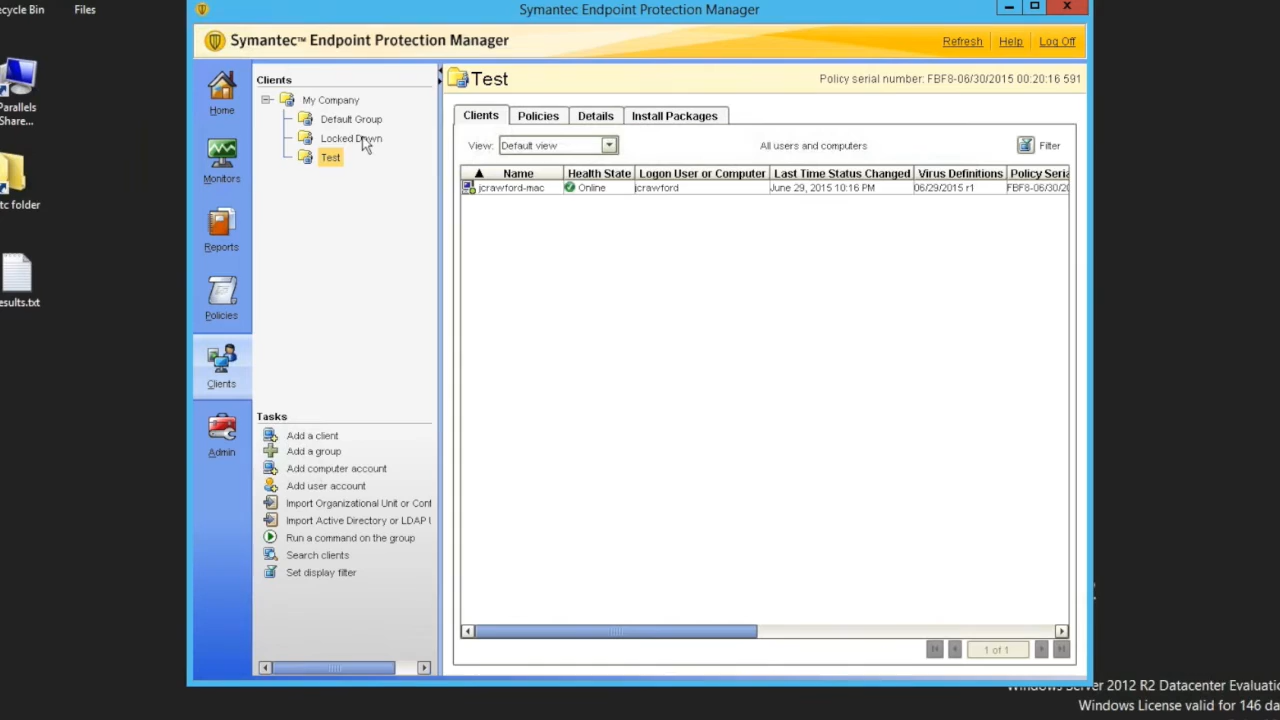 ecycle Bin
Files
Parallels
Share...
tc folder
esults.txt
Symantec Endpoint Protection Manager
Symantec™ Endpoint Protection Manager
Refresh | Help | Log Off
Home
Monitors
Reports
Policies
Clients
Admin
Clients
My Company
Default Group
Locked Down
Test
Tasks
Add a client
Add a group
Add computer account
Add user account
Import Organizational Unit or Cont
Import Active Directory or LDAP U
Run a command on the group
Search clients
Set display filter
Test
Policy serial number: FBF8-06/30/2015 00:20:16 591
Clients Policies Details Install Packages
View: Default view All users and computers Filter
Name Health State Logon User or Computer Last Time Status Changed Virus Definitions Policy Seria
jcrawford-mac Online jcrawford June 29, 2015 10:16 PM 06/29/2015 r1 FBF8-06/30/20
1 of 1
Windows Server 2012 R2 Datacenter Evaluatio
Windows License valid for 146 da